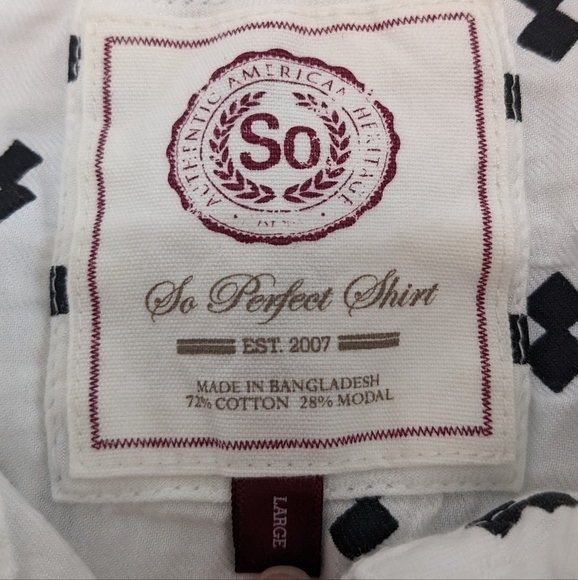 AUTHENTIC AMERICAN HERITAGE
So
So Perfect Shirt
EST. 2007
MADE IN BANGLADESH
72% COTTON 28% MODAL
LARGE